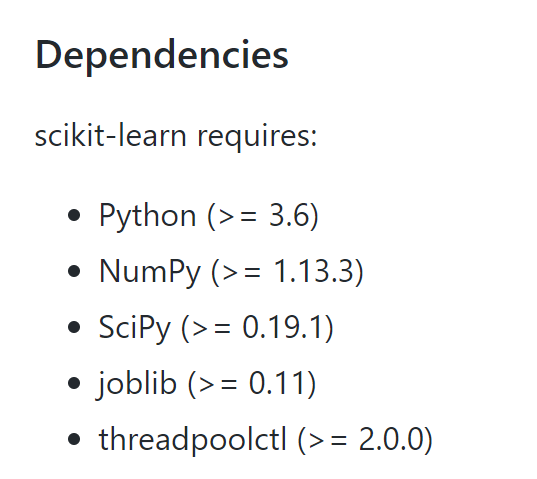 Dependencies
scikit-learn requires:
• Python (>= 3.6)
• NumPy (>= 1.13.3)
• SciPy (>= 0.19.1)
• joblib (>= 0.11)
• threadpoolctl (>= 2.0.0)